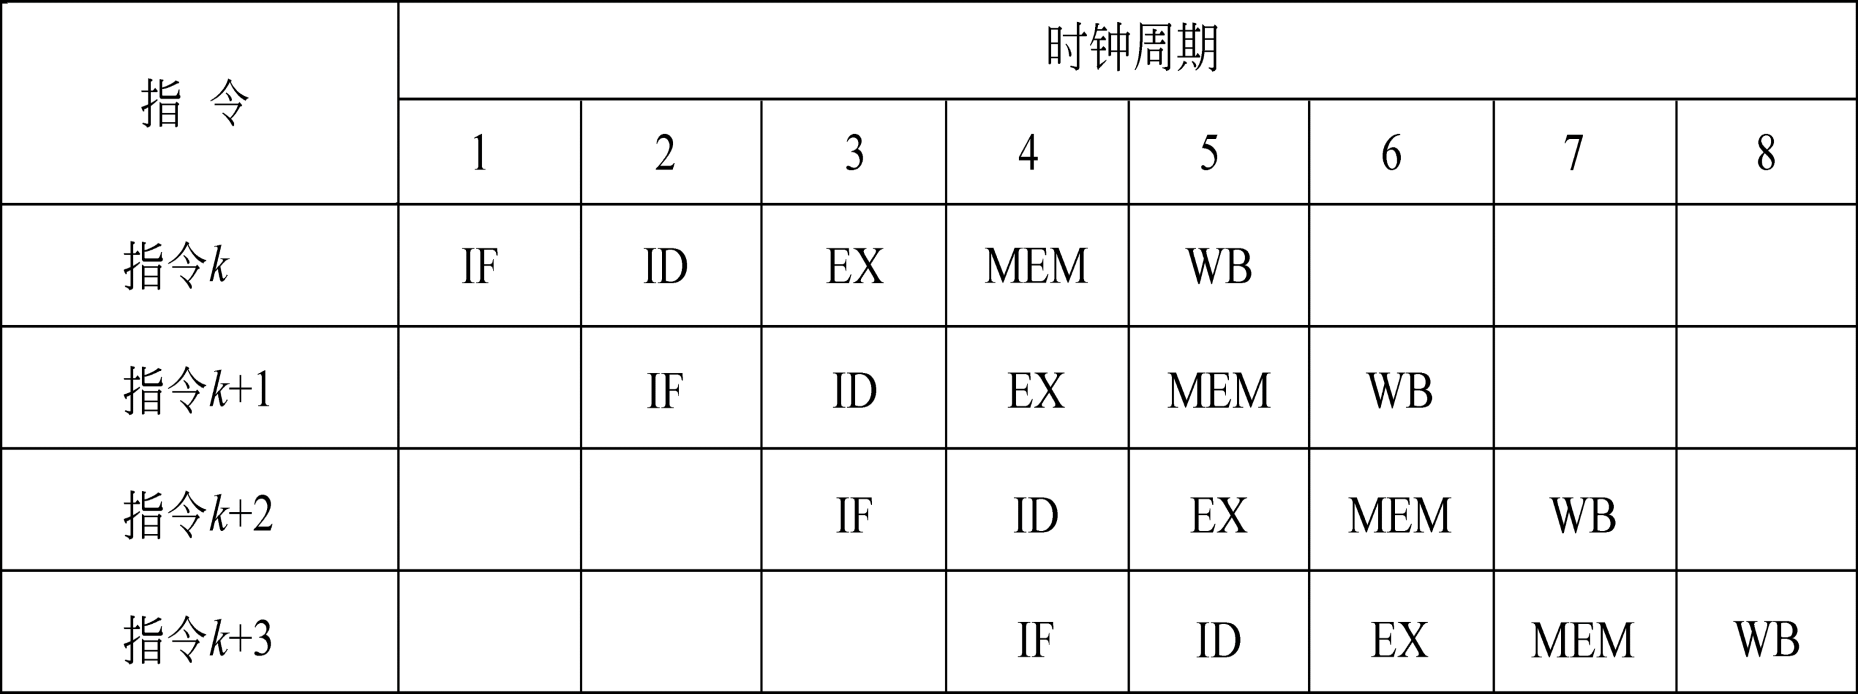 指 令
时钟周期
1 2 3 4 5 6 7 8
指令k IF ID EX MEM WB
指令k+1 IF ID EX MEM WB
指令k+2 IF ID EX MEM WB
指令k+3 IF ID EX MEM WB